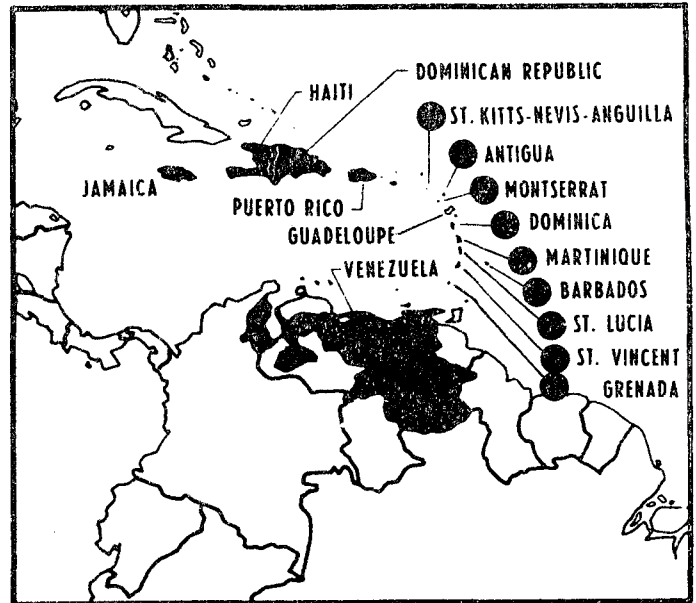 DOMINICAN REPUBLIC
HAITI
ST. KITTS-NEVIS-ANGUILLA
ANTIGUA
JAMAICA
MONTSERRAT
PUERTO RICO
DOMINICA
GUADELOUPE
MARTINIQUE
VENEZUELA
BARBADOS
ST. LUCIA
ST. VINCENT
GRENADA